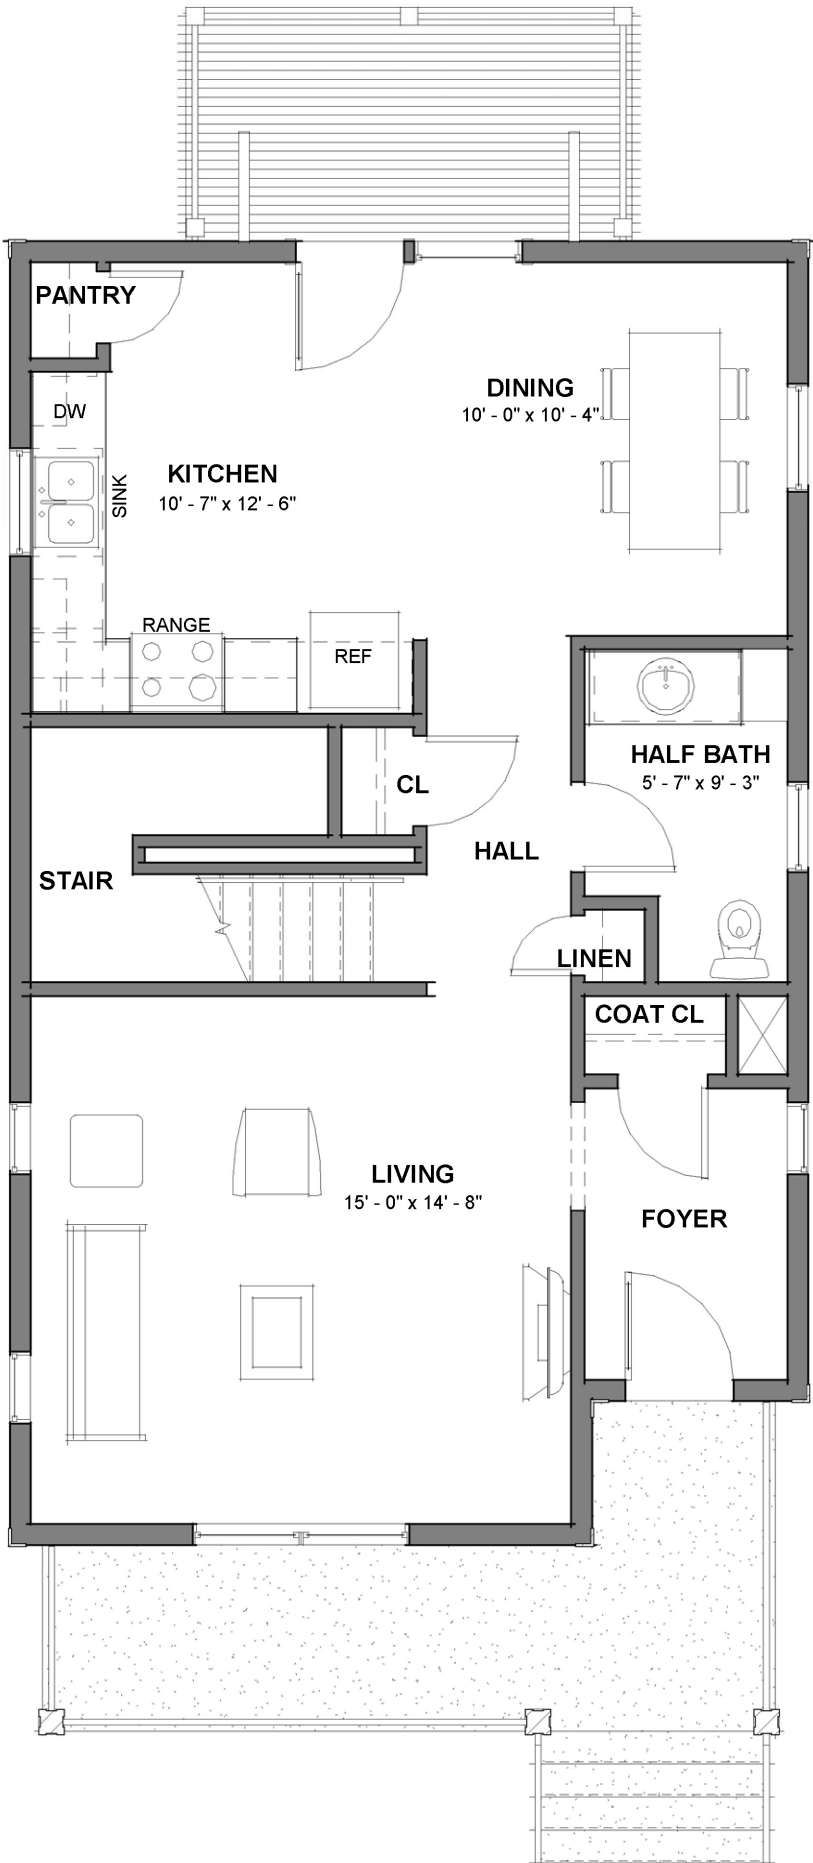 PANTRY
DINING
10' - 0" x 10' - 4"
DW
KITCHEN
10' - 7" x 12' - 6"
SINK
RANGE
REF
HALF BATH
5' - 7" x 9' - 3"
CL
HALL
STAIR
LINEN
COAT CL
LIVING
15' - 0" x 14' - 8"
FOYER